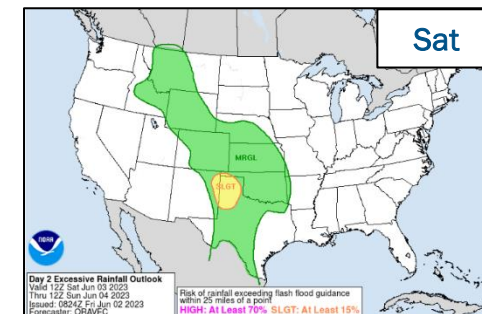 Sat
MRGL
SLGT
NOAA
Day 2 Excessive Rainfall Outlook
Valid 12Z Sat Jun 03 2023
Thru 12Z Sun Jun 04 2023
Issued: 0824Z Fri Jun 02 2023
Forecaster: ORAVEC
Risk of rainfall exceeding flash flood guidance
within 25 miles of a point
HIGH: At Least 70% SLGT: At Least 15%